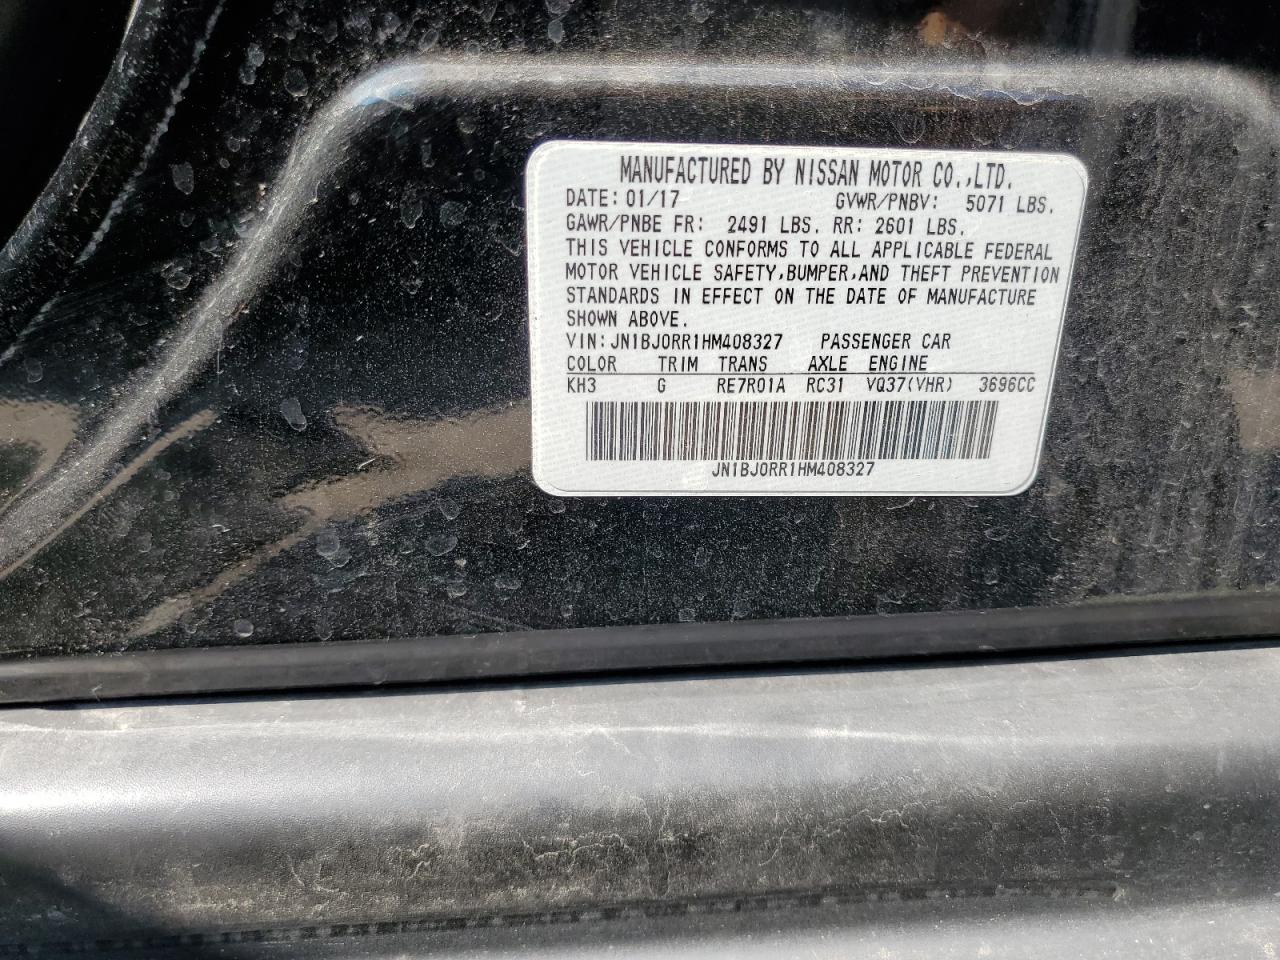 MANUFACTURED BY NISSAN MOTOR CO.,LTD.
DATE: 01/17 GVWR/PNBV: 5071 LBS.
GAWR/PNBE FR: 2491 LBS. RR: 2601 LBS.
THIS VEHICLE CONFORMS TO ALL APPLICABLE FEDERAL
MOTOR VEHICLE SAFETY,BUMPER,AND THEFT PREVENTION
STANDARDS IN EFFECT ON THE DATE OF MANUFACTURE
SHOWN ABOVE.
VIN: JN1BJ0RR1HM408327 PASSENGER CAR
COLOR TRIM TRANS AXLE ENGINE
KH3 G RE7R01A RC31 VQ37(VHR) 3696CC
JN1BJ0RR1HM408327